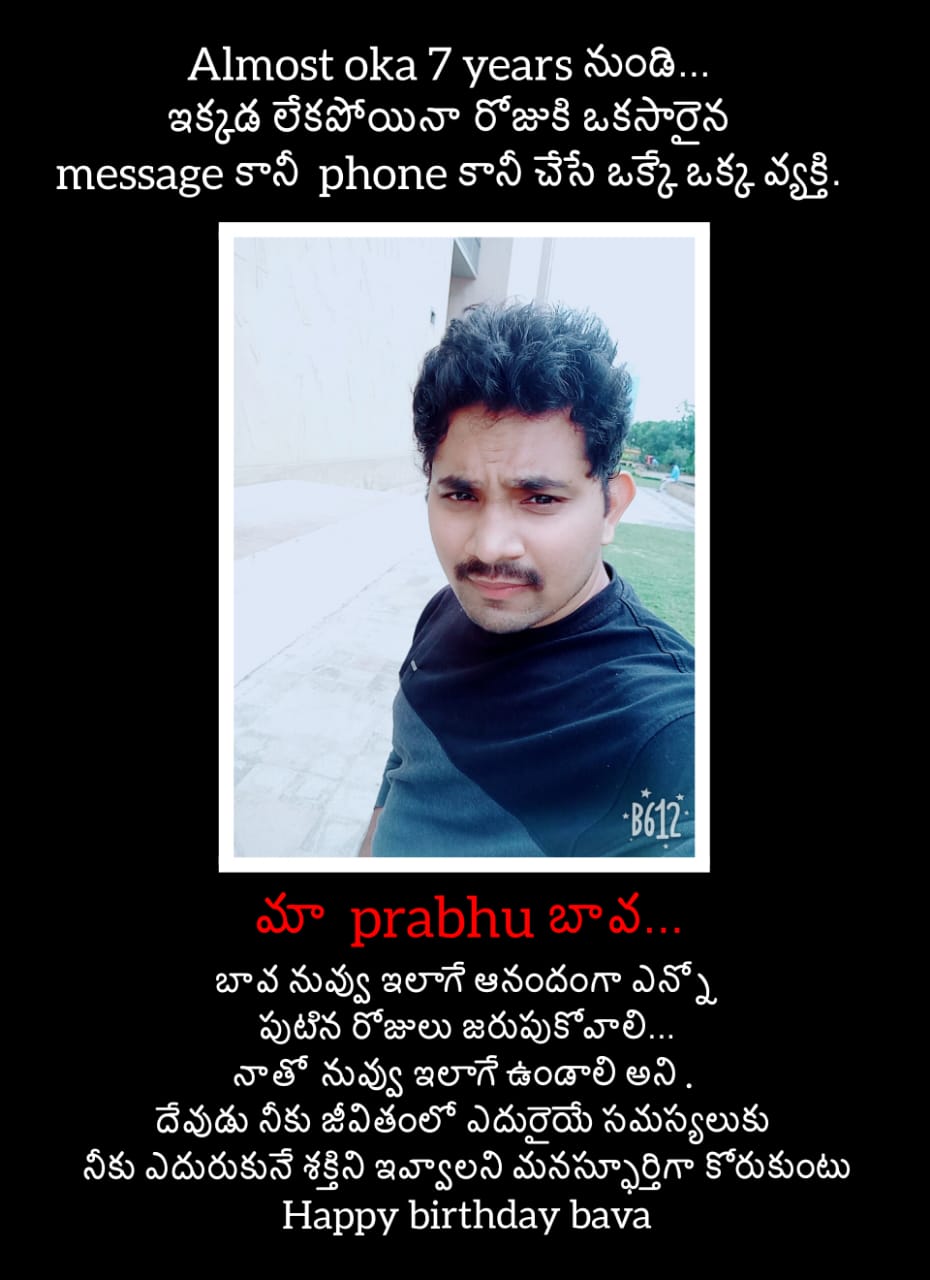 Almost oka 7 years నుండి...
ఇక్కడ లేకపోయినా రోజుకి ఒకసారైన
message కానీ phone కానీ చేసే ఒక్కే ఒక్క వ్యక్తి.
B612
మా prabhu బావ...
బావ నువ్వు ఇలాగే ఆనందంగా ఎన్నో
పుటిన రోజులు జరుపుకోవాలి...
నాతో నువ్వు ఇలాగే ఉండాలి అని .
దేవుడు నీకు జీవితంలో ఎదురైయే సమస్యలుకు
నీకు ఎదురుకునే శక్తిని ఇవ్వాలని మనస్ఫూర్తిగా కోరుకుంటు
Happy birthday bava